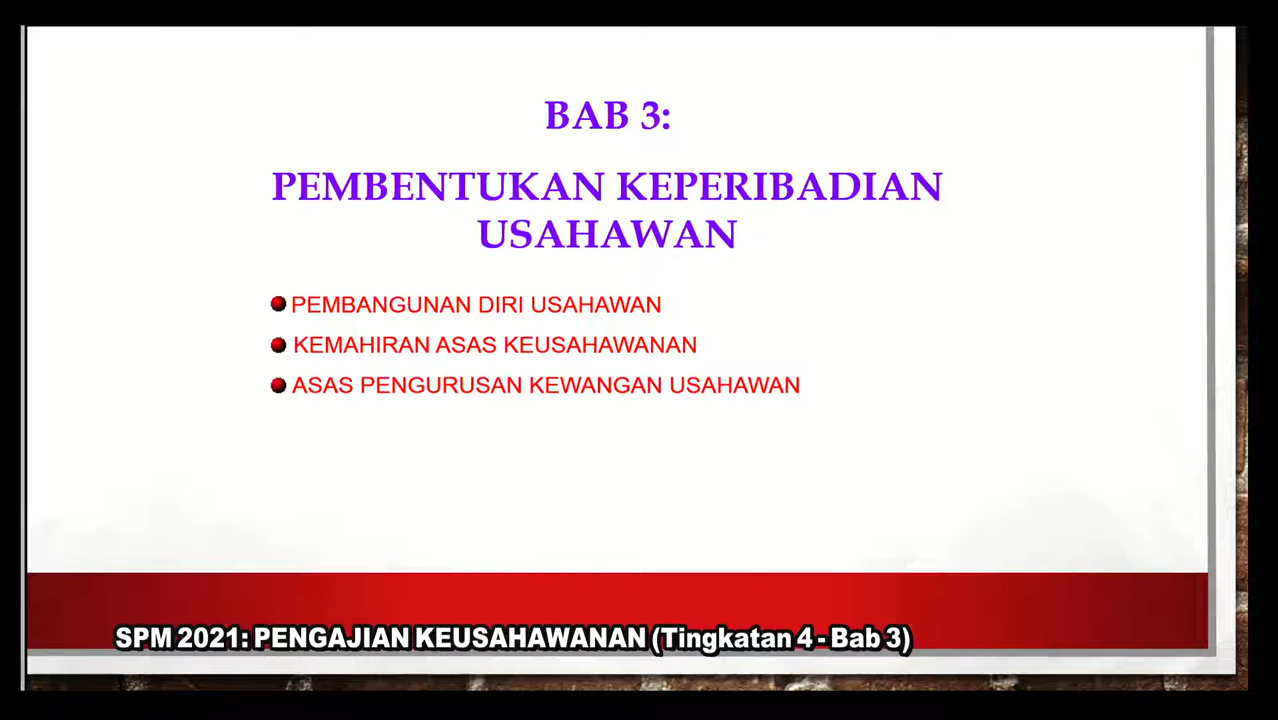 BAB 3:
PEMBENTUKAN KEPERIBADIAN
USAHAWAN
PEMBANGUNAN DIRI USAHAWAN
KEMAHIRAN ASAS KEUSAHAWANAN
ASAS PENGURUSAN KEWANGAN USAHAWAN
SPM 2021: PENGAJIAN KEUSAHAWANAN (Tingkatan 4 - Bab 3)